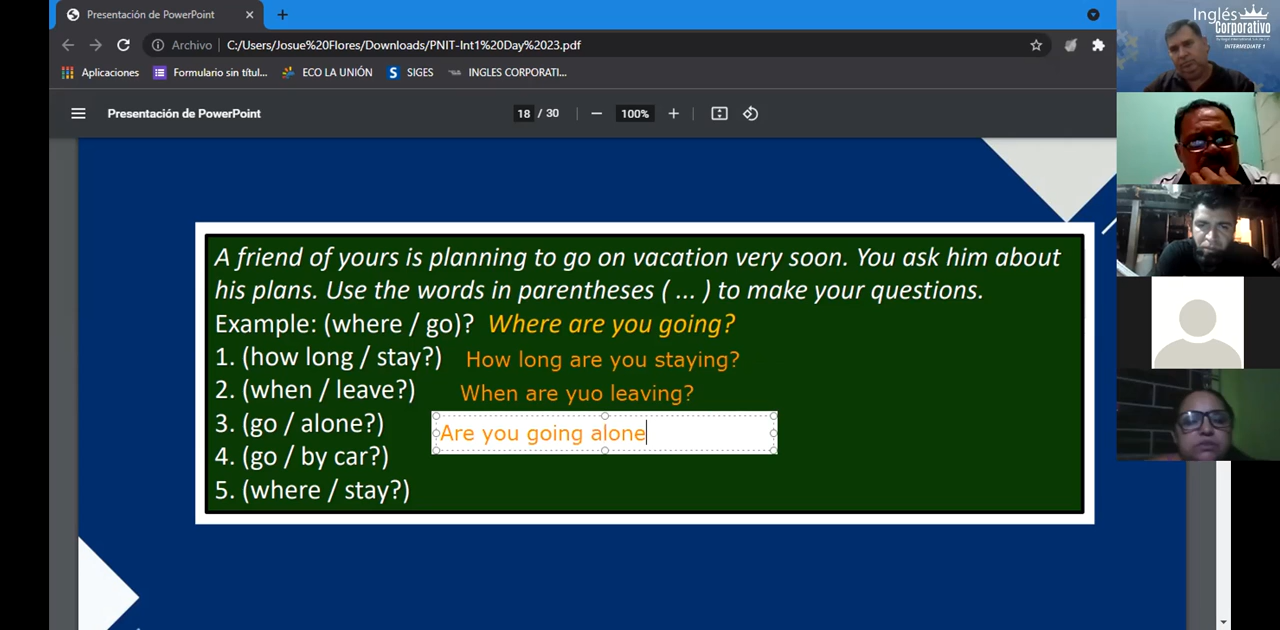 Presentación de PowerPoint
Archivo C:/Users/Josue%20Flores/Downloads/PNIT-Int1%20Day%2023.pdf
Aplicaciones Formulario sin títul... ECO LA UNIÓN SIGES INGLES CORPORATI...
Presentación de PowerPoint 18 / 30 100%
Inglés
Corporativo
INTERMEDIATE 1
A friend of yours is planning to go on vacation very soon. You ask him about
his plans. Use the words in parentheses ( ... ) to make your questions.
Example: (where / go)? Where are you going?
1. (how long / stay?) How long are you staying?
2. (when / leave?) When are yuo leaving?
3. (go / alone?) Are you going alone
4. (go / by car?)
5. (where / stay?)